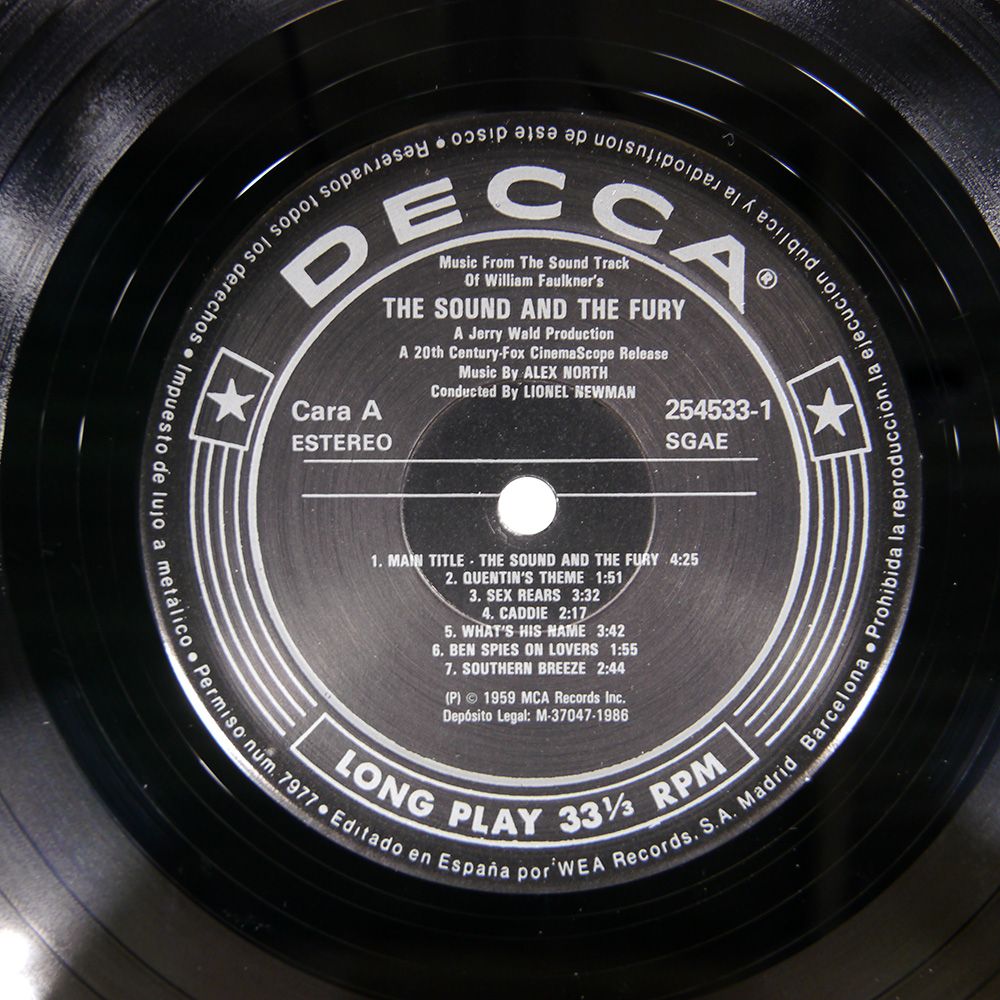 DECCA®
Music From The Sound Track
Of William Faulkner's
THE SOUND AND THE FURY
A Jerry Wald Production
A 20th Century-Fox CinemaScope Release
Music By ALEX NORTH
Conducted By LIONEL NEWMAN
Cara A
254533-1
ESTEREO
SGAE
1. MAIN TITLE - THE SOUND AND THE FURY 4:25
2. QUENTIN'S THEME 1:51
3. SEX REARS 3:32
4. CADDIE 2:17
5. WHAT'S HIS NAME 3:42
6. BEN SPIES ON LOVERS 1:55
7. SOUTHERN BREEZE 2:44
(P) © 1959 MCA Records Inc.
Depósito Legal: M-37047-1986
LONG PLAY 33⅓ RPM
Editado en España por WEA Records, S.A. Madrid Barcelona • Prohibida la reproducción, la ejecución publica y la radiodifusion de este disco • Reservados todos los derechos • Impuesto de lujo a metálico • Permiso num. 7977 •